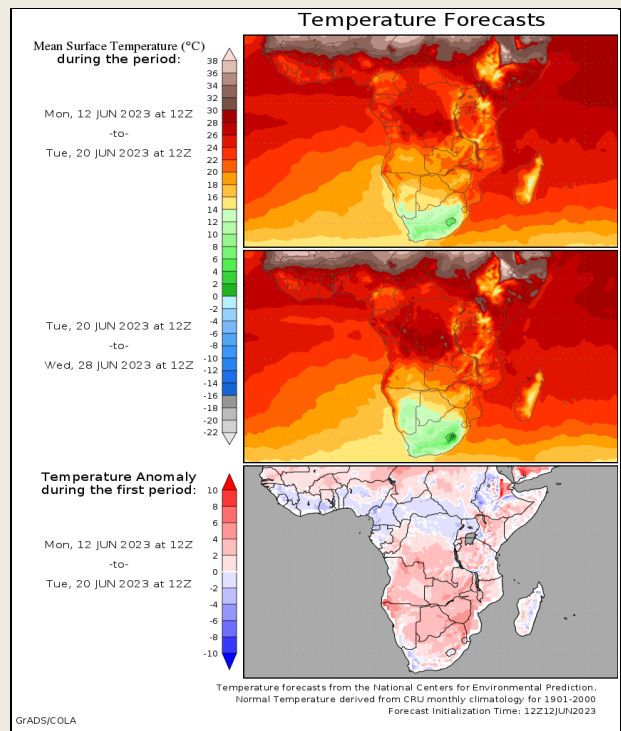 Temperature Forecasts
Mean Surface Temperature (°C)
during the period:
38
36
34
32
30
28
26
24
22
20
18
16
14
12
10
8
6
4
2
0
-2
-4
-6
-8
-10
-12
-14
-16
-18
-20
-22
Mon, 12 JUN 2023 at 12Z
-to-
Tue, 20 JUN 2023 at 12Z
Tue, 20 JUN 2023 at 12Z
-to-
Wed, 28 JUN 2023 at 12Z
Temperature Anomaly
during the first period:
10
8
6
4
2
0
-2
-4
-6
-8
-10
Mon, 12 JUN 2023 at 12Z
-to-
Tue, 20 JUN 2023 at 12Z
Temperature forecasts from the National Centers for Environmental Prediction.
Normal Temperature derived from CRU monthly climatology for 1901-2000
Forecast Initialization Time: 12Z12JUN2023
GrADS/COLA